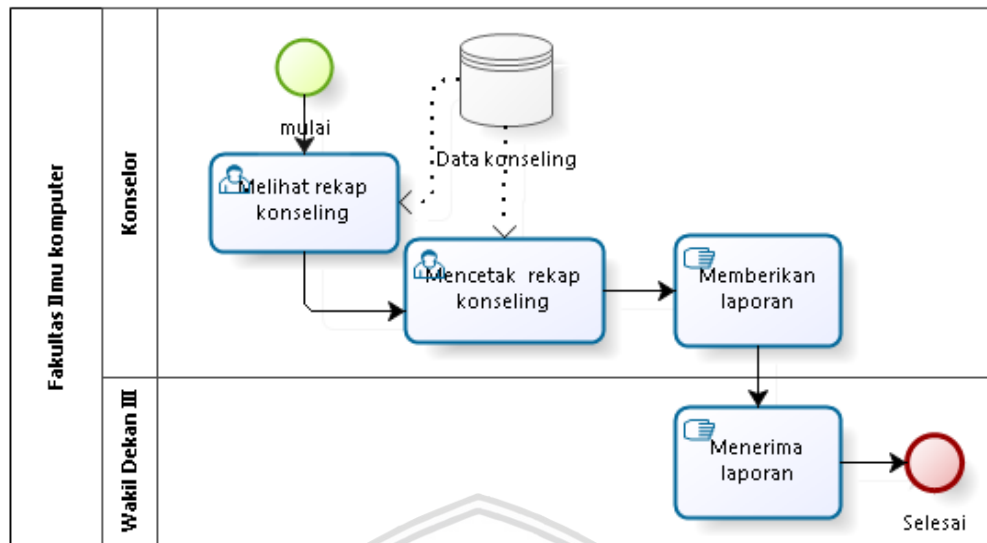 Fakultas Ilmu komputer
Konselor
mulai
Data konseling
Melihat rekap
konseling
Mencetak rekap
konseling
Memberikan
laporan
Wakil Dekan III
Menerima
laporan
Selesai